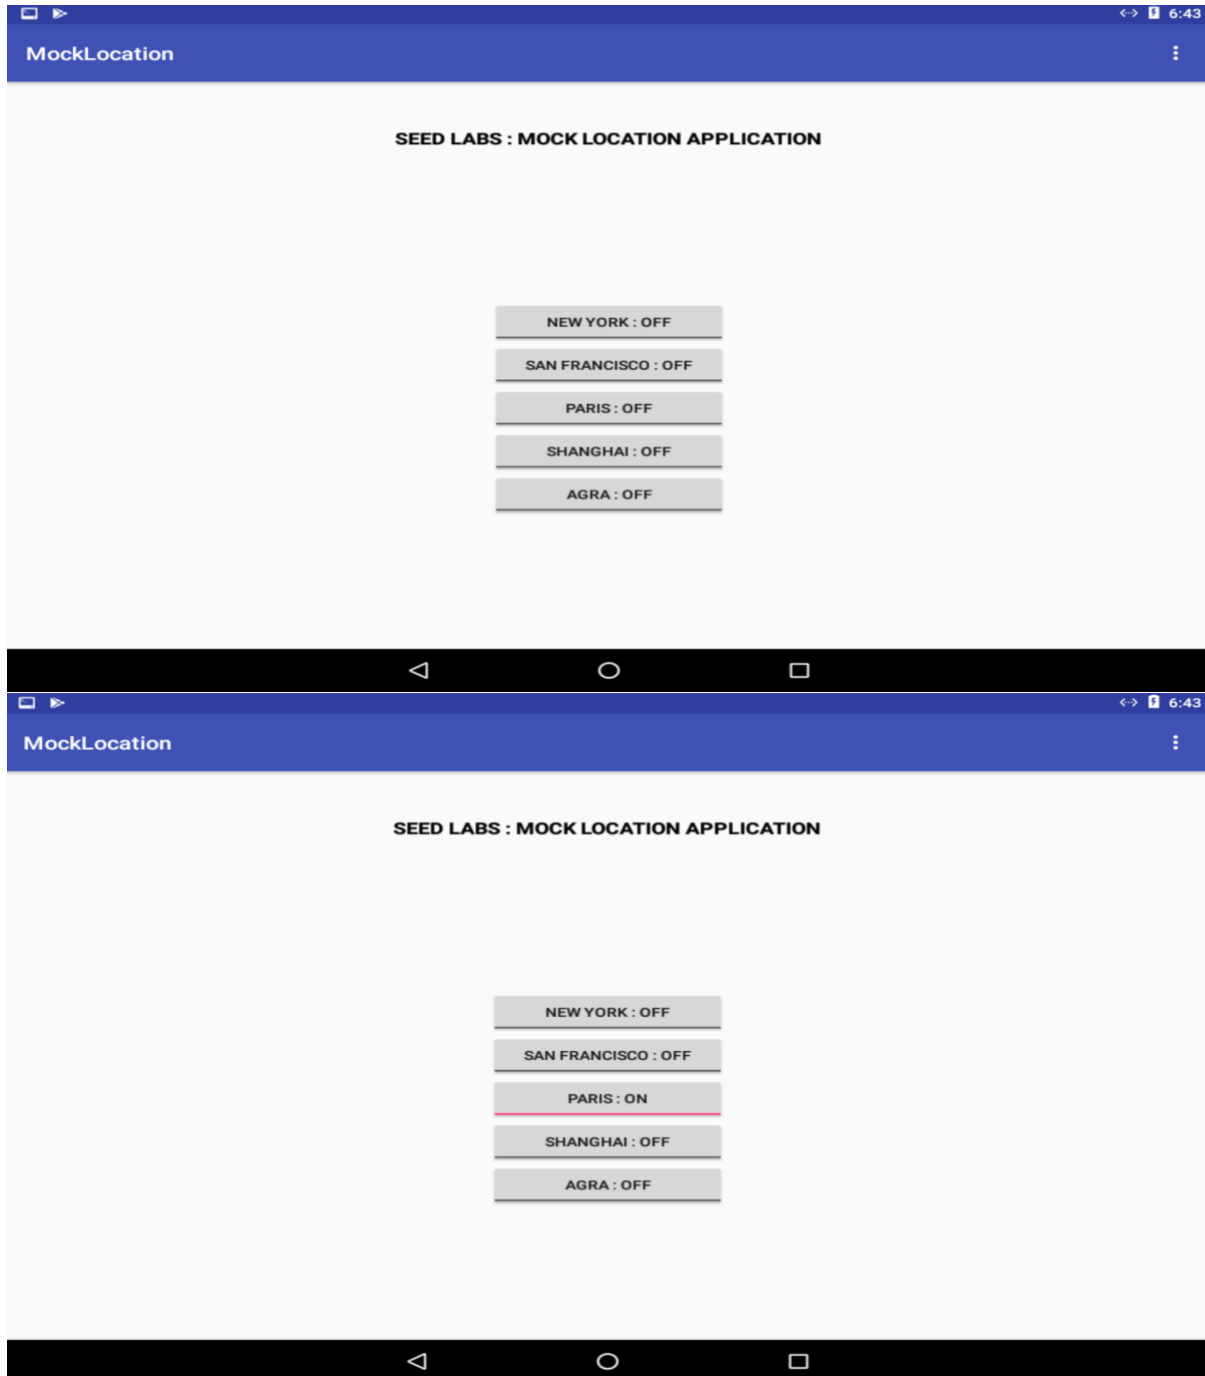 6:43
MockLocation
SEED LABS : MOCK LOCATION APPLICATION
NEW YORK : OFF
SAN FRANCISCO : OFF
PARIS : OFF
SHANGHAI : OFF
AGRA : OFF
6:43
MockLocation
SEED LABS : MOCK LOCATION APPLICATION
NEW YORK : OFF
SAN FRANCISCO : OFF
PARIS : ON
SHANGHAI : OFF
AGRA : OFF